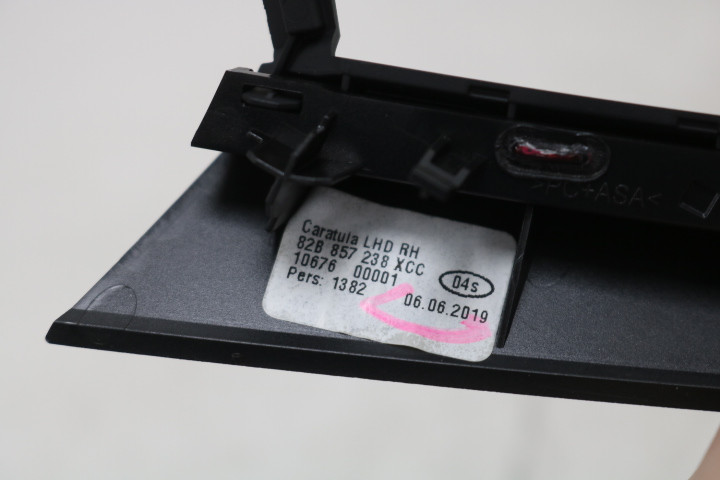 >PC+ASA<
Caratula LHD RH
82B 857 238 XCC
10676 00001 04s
Pers: 1382 06.06.2019